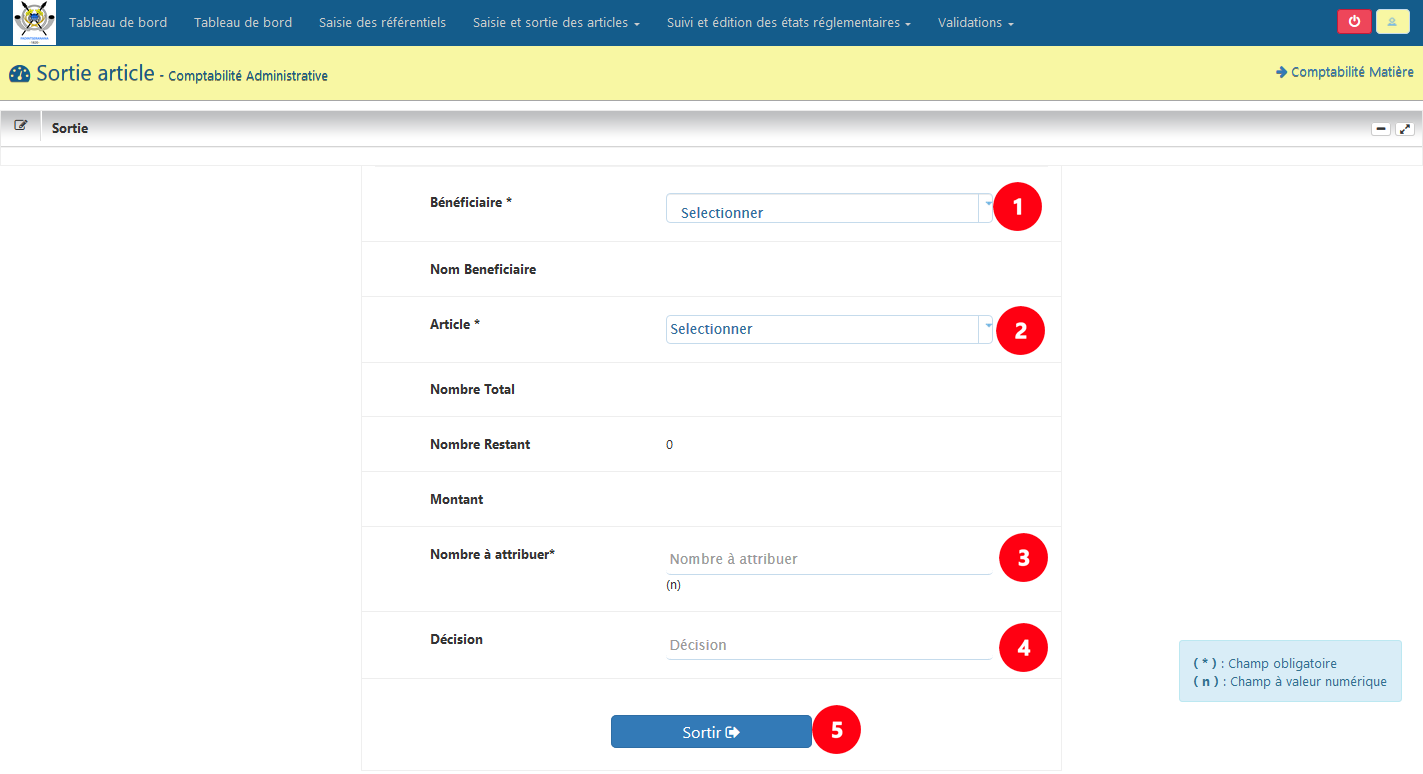 Tableau de bord Tableau de bord Saisie des référentiels Saisie et sortie des articles Suivi et édition des états réglementaires Validations
Sortie article - Comptabilité Administrative
Comptabilité Matière
Sortie
Bénéficiaire * Selectionner 1
Nom Beneficiaire
Article * Selectionner 2
Nombre Total
Nombre Restant 0
Montant
Nombre à attribuer* Nombre à attribuer 3
(n)
Décision Décision 4
( * ) : Champ obligatoire
( n ) : Champ à valeur numérique
Sortir 5